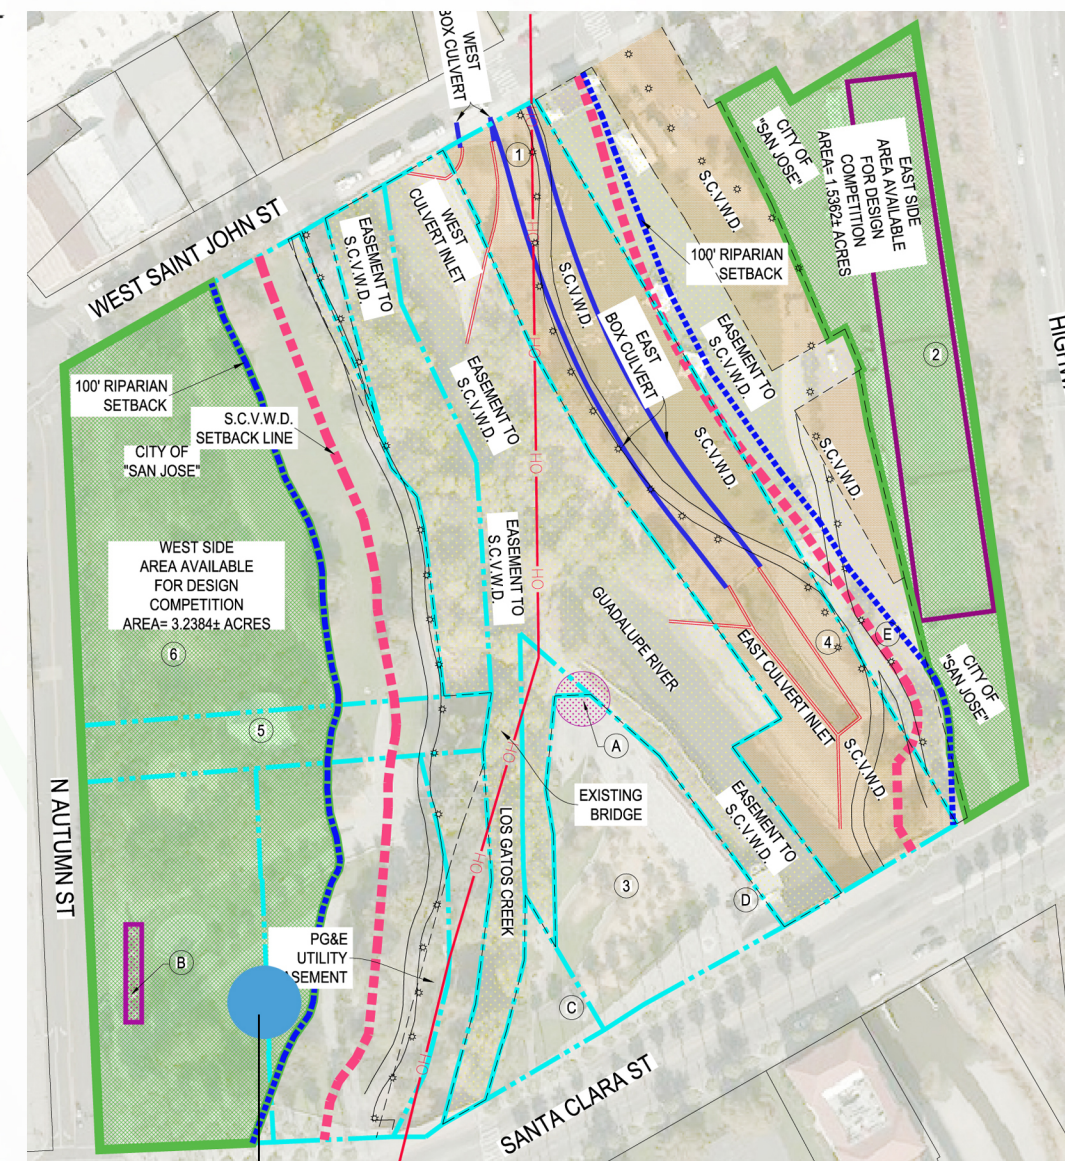 WEST
BOX CULVERT
WEST SAINT JOHN ST
1
WEST
CULVERT INLET
EASEMENT TO
S.C.V.W.D.
S.C.V.W.D.
CITY OF
"SAN JOSE"
EAST SIDE
AREA AVAILABLE
FOR DESIGN
COMPETITION
AREA= 1.5362± ACRES
100' RIPARIAN
SETBACK
S.C.V.W.D.
EAST
BOX CULVERT
EASEMENT TO
S.C.V.W.D.
2
HO
HO
EASEMENT TO
S.C.V.W.D.
100' RIPARIAN
SETBACK
S.C.V.W.D.
SETBACK LINE
CITY OF
"SAN JOSE"
S.C.V.W.D.
S.C.V.W.D.
HO
EASEMENT TO
S.C.V.W.D.
HO
WEST SIDE
AREA AVAILABLE
FOR DESIGN
COMPETITION
AREA= 3.2384± ACRES
6
GUADALUPE RIVER
EAST CULVERT INLET
4
E
CITY OF
"SAN JOSE"
5
A
HO
S.C.V.W.D.
EXISTING
BRIDGE
EASEMENT TO
S.C.V.W.D.
N AUTUMN ST
LOS GATOS CREEK
HO
3
D
PG&E
UTILITY
B
C
HO
SANTA CLARA ST